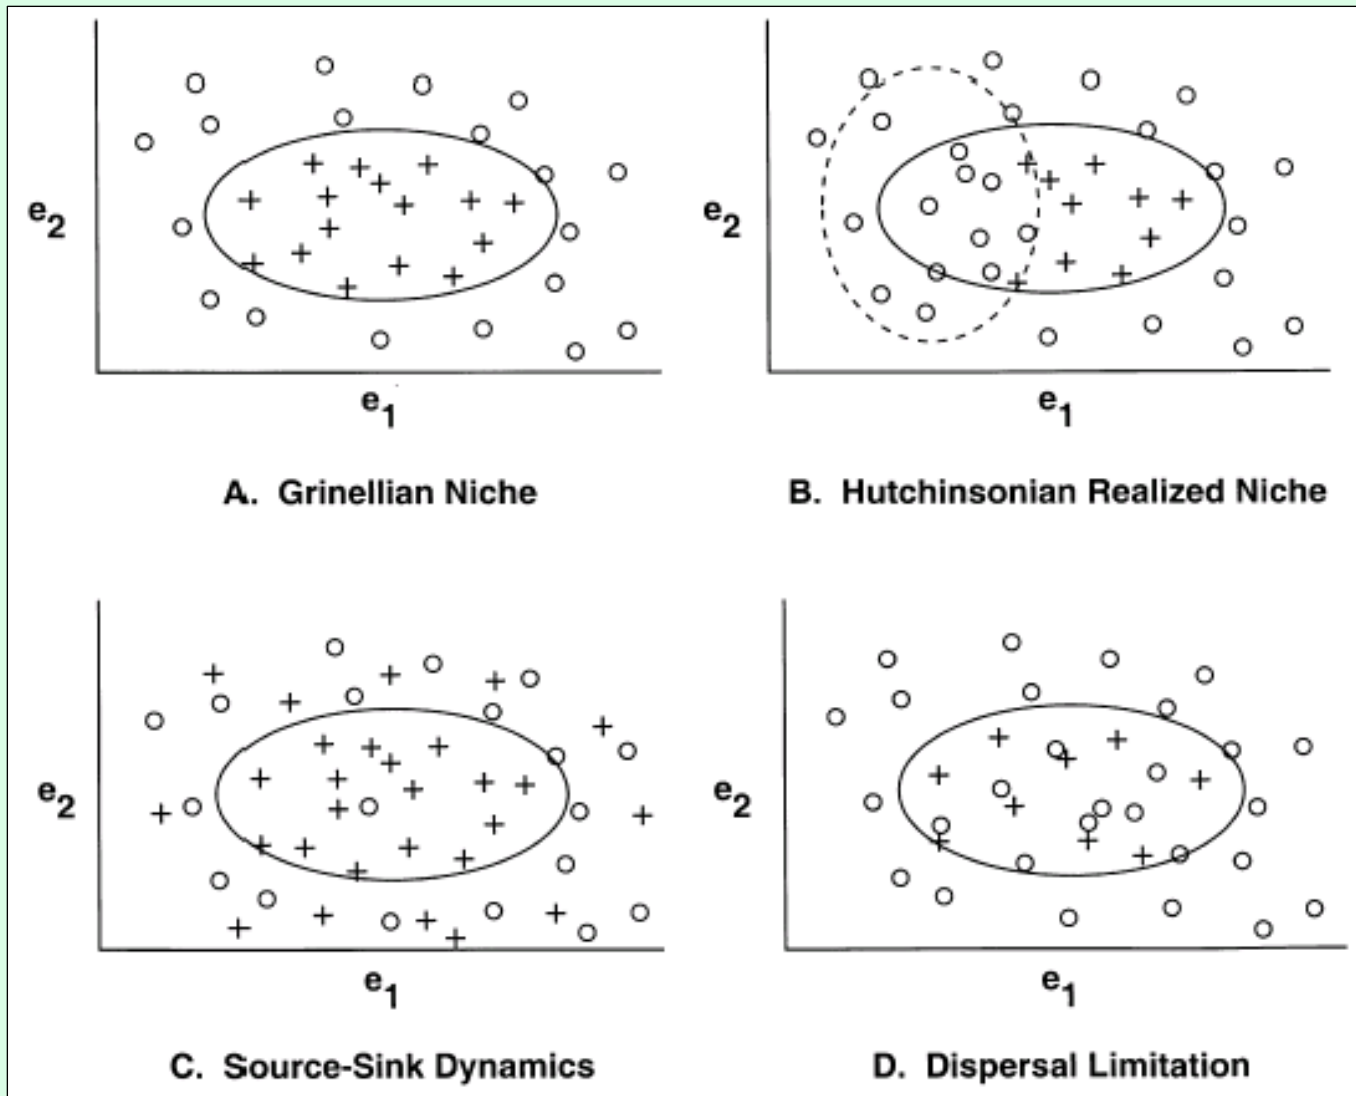 e2
e1
A. Grinellian Niche
e2
e1
B. Hutchinsonian Realized Niche
e2
e1
C. Source-Sink Dynamics
e2
e1
D. Dispersal Limitation